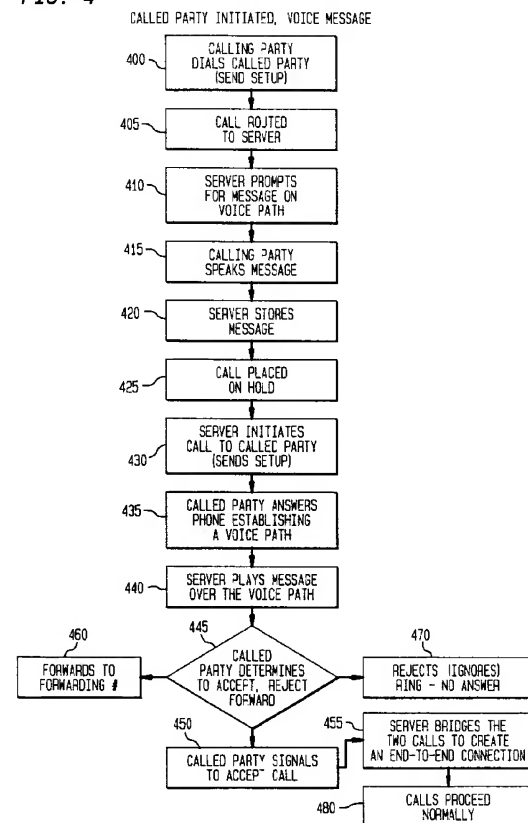 FIG. 4
CALLED PARTY INITIATED, VOICE MESSAGE
400
CALLING PARTY
DIALS CALLED PARTY
(SEND SETUP)
405
CALL ROUTED
TO SERVER
410
SERVER PROMPTS
FOR MESSAGE ON
VOICE PATH
415
CALLING PARTY
SPEAKS MESSAGE
420
SERVER STORES
MESSAGE
425
CALL PLACED
ON HOLD
430
SERVER INITIATES
CALL TO CALLED PARTY
(SENDS SETUP)
435
CALLED PARTY ANSWERS
PHONE ESTABLISHING
A VOICE PATH
440
SERVER PLAYS MESSAGE
OVER THE VOICE PATH
445
CALLED
PARTY DETERMINES
TO ACCEPT, REJECT
FORWARD
460
FORWARDS TO
FORWARDING #
470
REJECTS (IGNORES)
RING - NO ANSWER
450
CALLED PARTY SIGNALS
TO ACCEPT CALL
455
SERVER BRIDGES THE
TWO CALLS TO CREATE
AN END-TO-END CONNECTION
480
CALLS PROCEED
NORMALLY